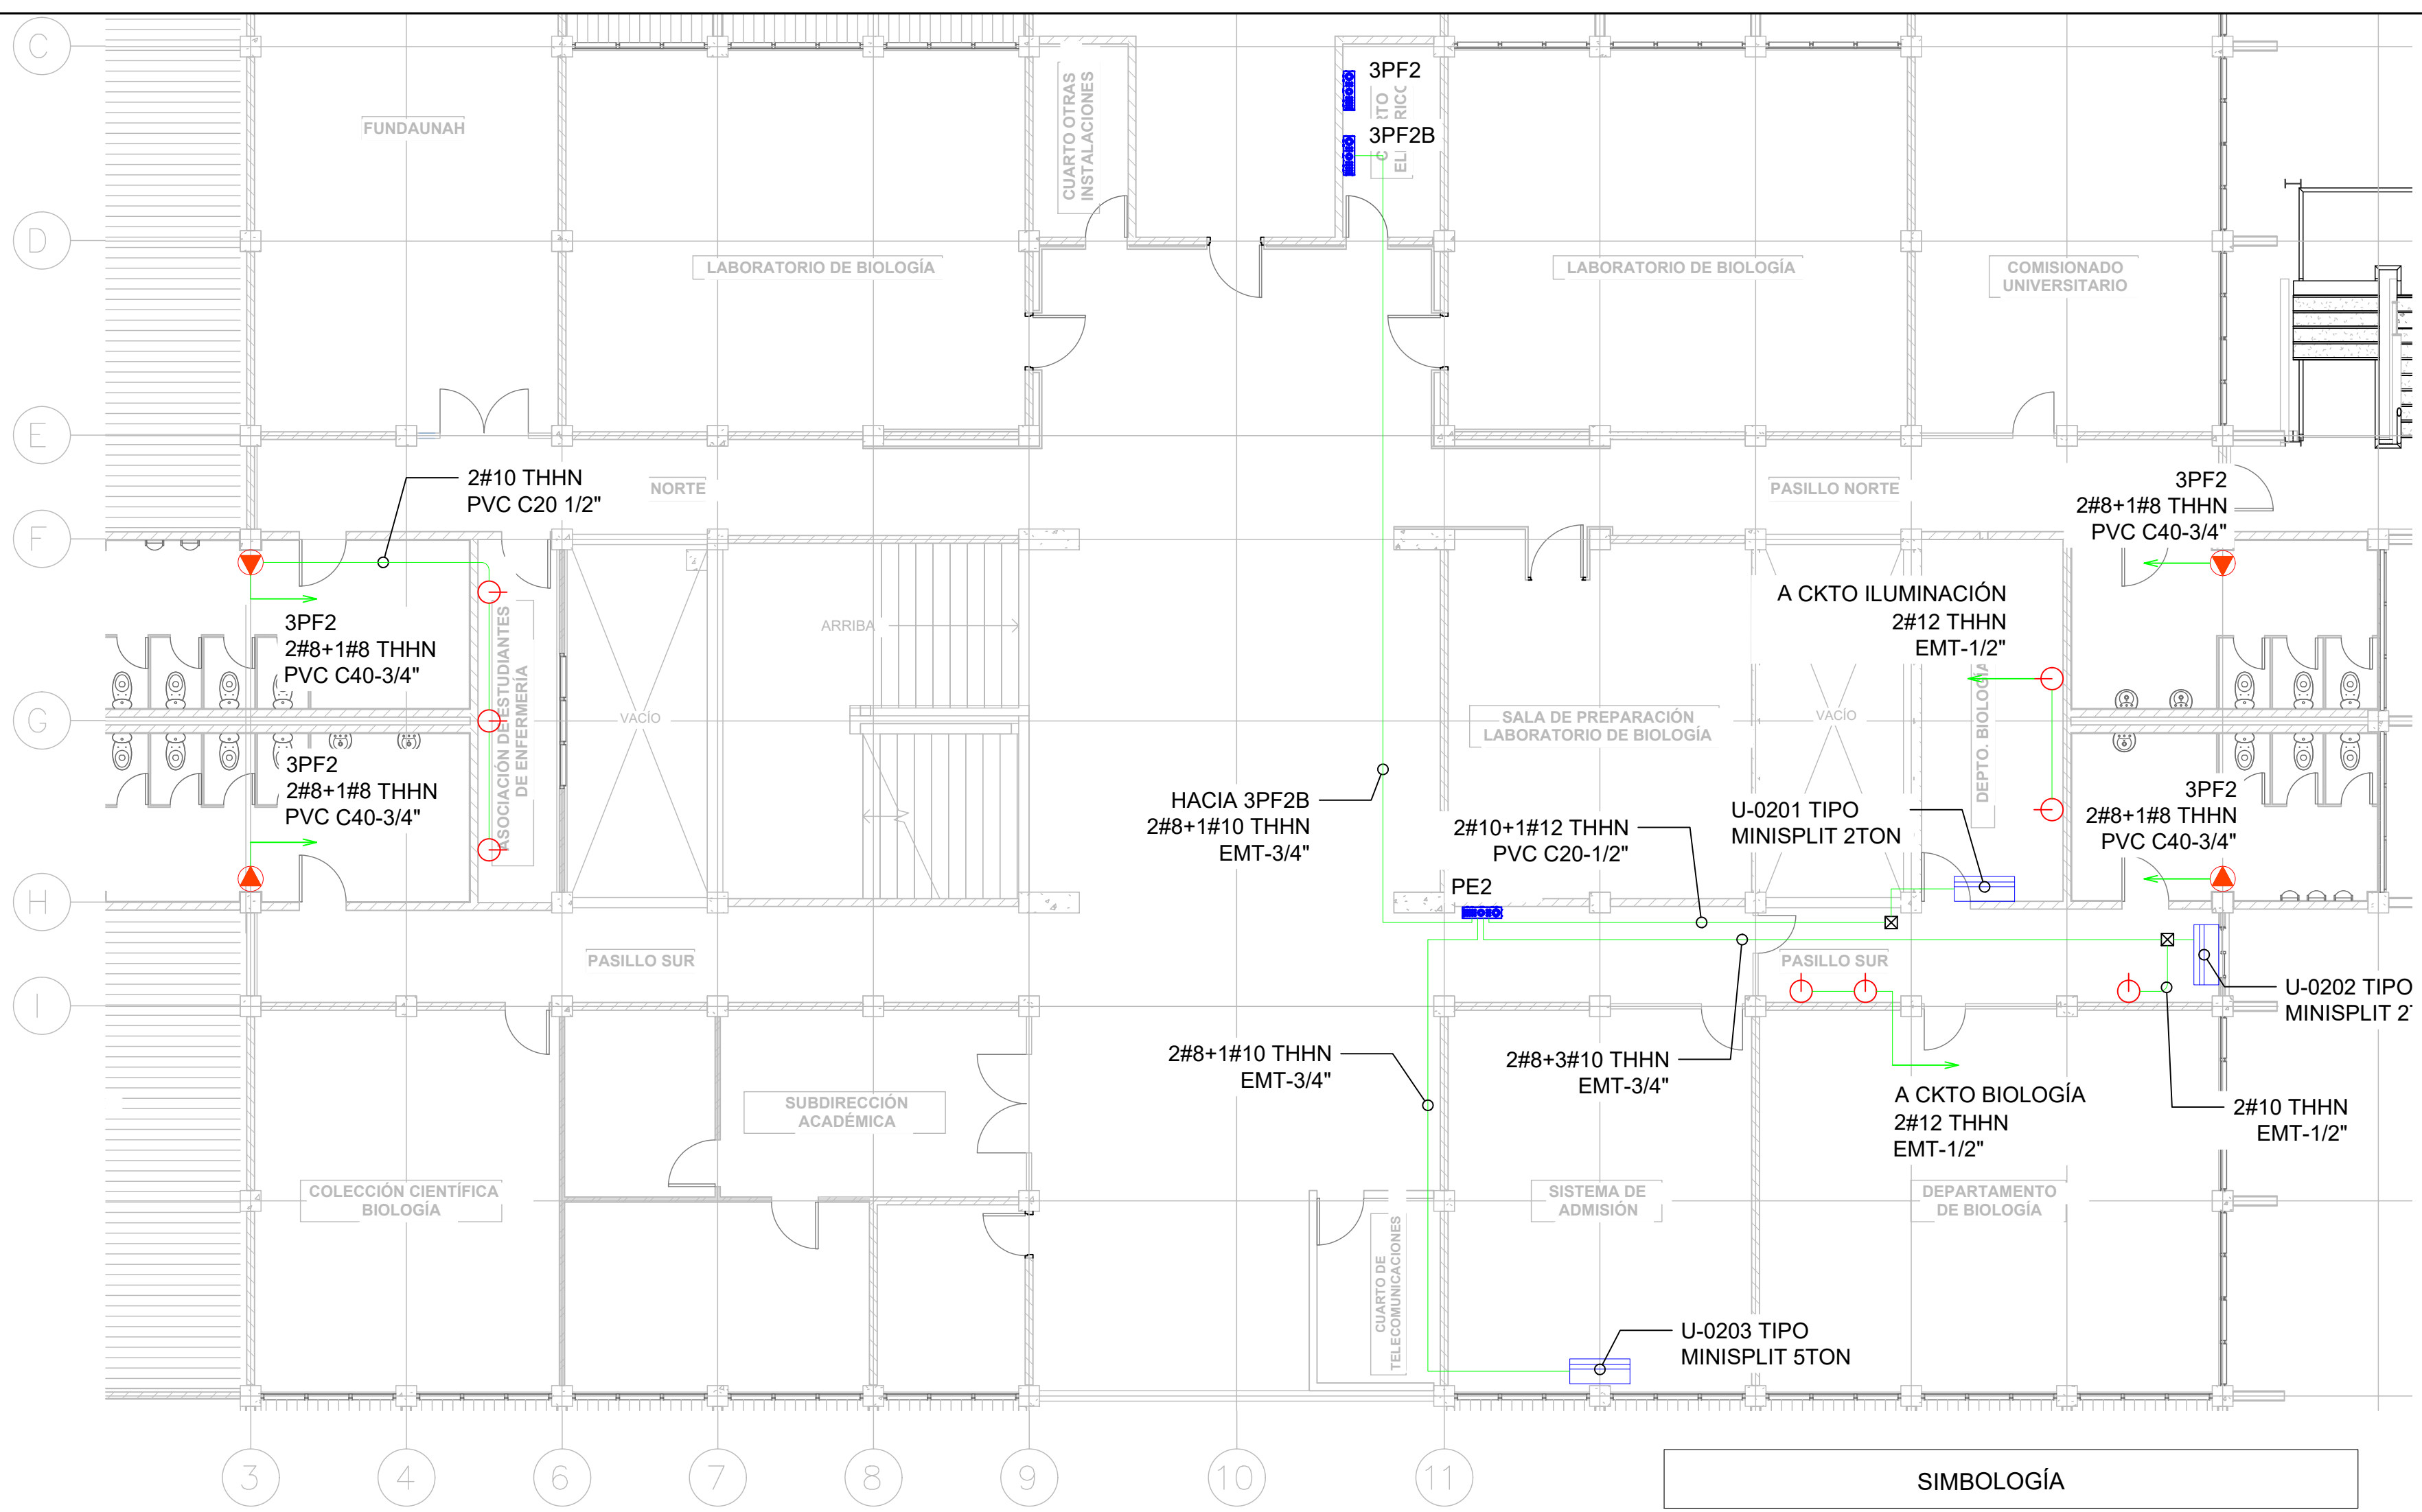 C
D
E
F
G
H
I
FUNDAUNAH
LABORATORIO DE BIOLOGÍA
CUARTO OTRAS
INSTALACIONES
3PF2
3PF2B
LABORATORIO DE BIOLOGÍA
COMISIONADO
UNIVERSITARIO
2#10 THHN
PVC C20 1/2"
NORTE
PASILLO NORTE
3PF2
2#8+1#8 THHN
PVC C40-3/4"
3PF2
2#8+1#8 THHN
PVC C40-3/4"
ASOCIACIÓN DE ESTUDIANTES
DE ENFERMERÍA
ARRIBA
VACÍO
A CKTO ILUMINACIÓN
2#12 THHN
EMT-1/2"
SALA DE PREPARACIÓN
LABORATORIO DE BIOLOGÍA
VACÍO
DEPTO. BIOLOGÍA
3PF2
2#8+1#8 THHN
PVC C40-3/4"
HACIA 3PF2B
2#8+1#10 THHN
EMT-3/4"
2#10+1#12 THHN
PVC C20-1/2"
U-0201 TIPO
MINISPLIT 2TON
3PF2
2#8+1#8 THHN
PVC C40-3/4"
PE2
PASILLO SUR
PASILLO SUR
U-0202 TIPO
MINISPLIT
2#8+1#10 THHN
EMT-3/4"
2#8+3#10 THHN
EMT-3/4"
A CKTO BIOLOGÍA
2#12 THHN
EMT-1/2"
2#10 THHN
EMT-1/2"
SUBDIRECCIÓN
ACADÉMICA
COLECCIÓN CIENTÍFICA
BIOLOGÍA
CUARTO DE
TELECOMUNICACIONES
SISTEMA DE
ADMISIÓN
DEPARTAMENTO
DE BIOLOGÍA
U-0203 TIPO
MINISPLIT 5TON
3
4
6
7
8
9
10
11
SIMBOLOGÍA